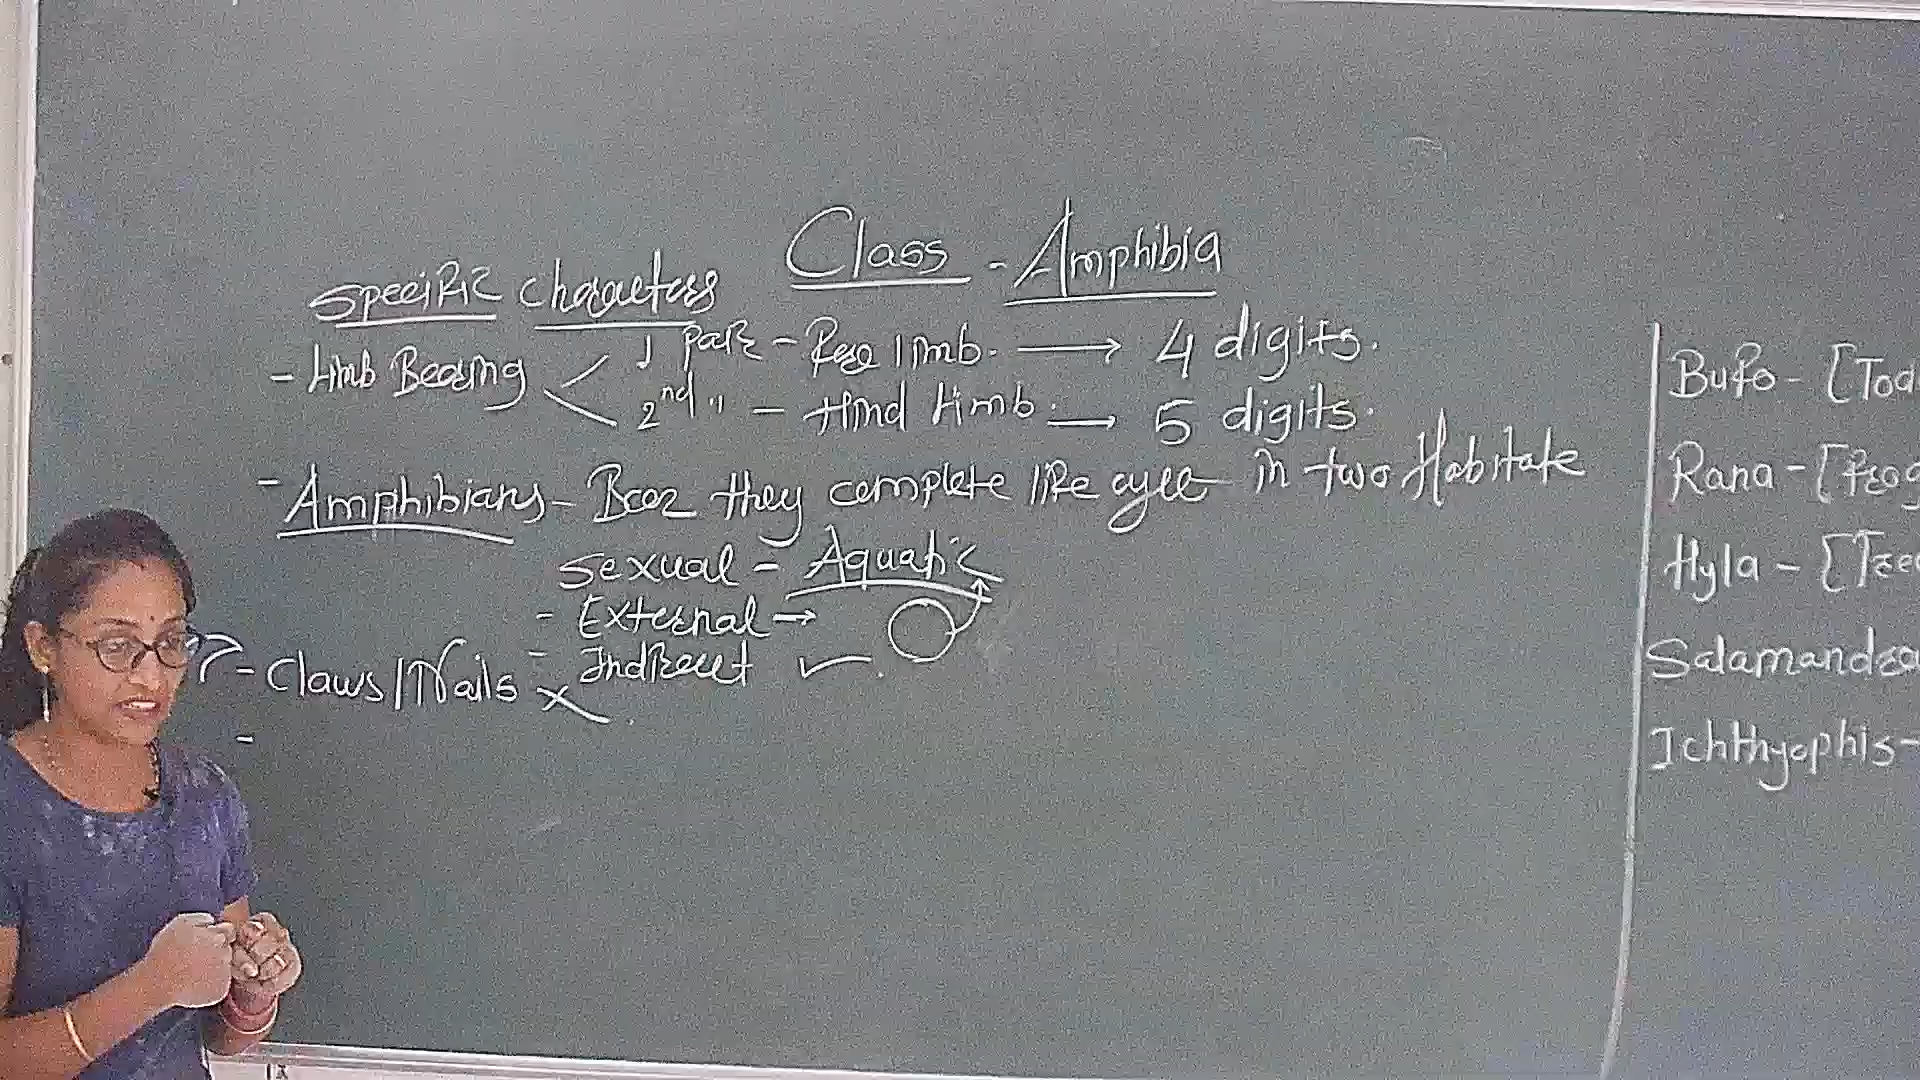 Class - Amphibia
Specific characters
- Limb Bearing < 1 pair - Fore limb. → 4 digits.
2nd " - Hind limb. → 5 digits.
- Amphibians - Bcoz they complete life cycle in two Habitate
Sexual - Aquatic
- External →
- Indirect ✓
- Claws/Nails ×
-
Bufo - [Toa
Rana - [frog
Hyla - [Tree
Salamandra
Ichthyophis -